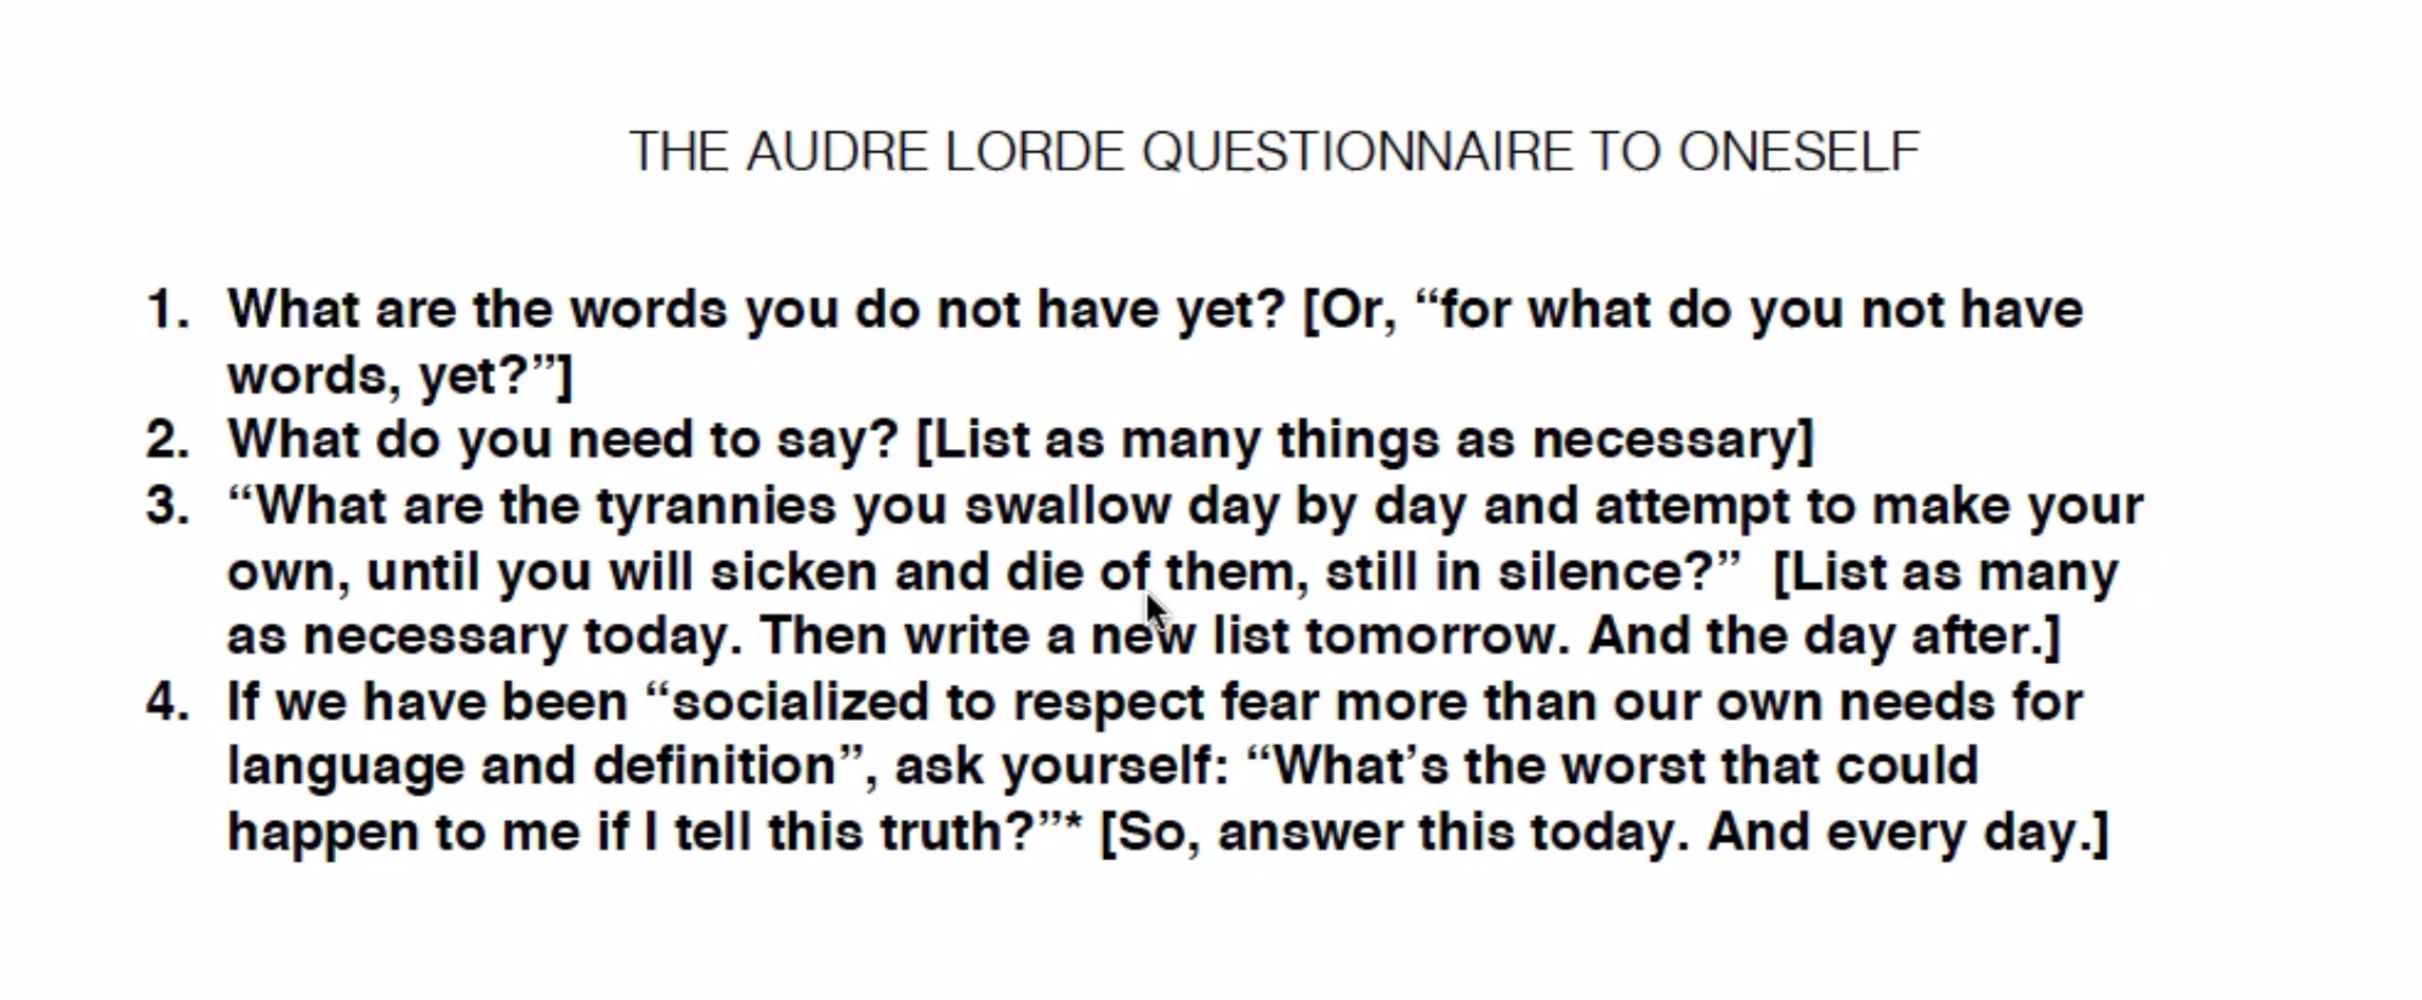 THE AUDRE LORDE QUESTIONNAIRE TO ONESELF
1. What are the words you do not have yet? [Or, “for what do you not have
words, yet?”]
2. What do you need to say? [List as many things as necessary]
3. “What are the tyrannies you swallow day by day and attempt to make your
own, until you will sicken and die of them, still in silence?”  [List as many
as necessary today. Then write a new list tomorrow. And the day after.]
4. If we have been “socialized to respect fear more than our own needs for
language and definition”, ask yourself: “What’s the worst that could
happen to me if I tell this truth?”* [So, answer this today. And every day.]